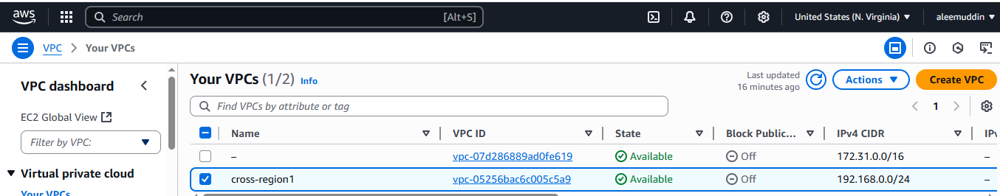 aws Search [Alt+S] United States (N. Virginia) aleemuddin
VPC > Your VPCs
VPC dashboard
EC2 Global View
Filter by VPC:
Virtual private cloud
Your VPCs
Your VPCs (1/2) Info
Last updated
16 minutes ago
Actions
Create VPC
Find VPCs by attribute or tag
1
Name VPC ID State Block Public... IPv4 CIDR IPv
– vpc-07d286889ad0fe619 Available Off 172.31.0.0/16 –
cross-region1 vpc-05256bac6c005c5a9 Available Off 192.168.0.0/24 –